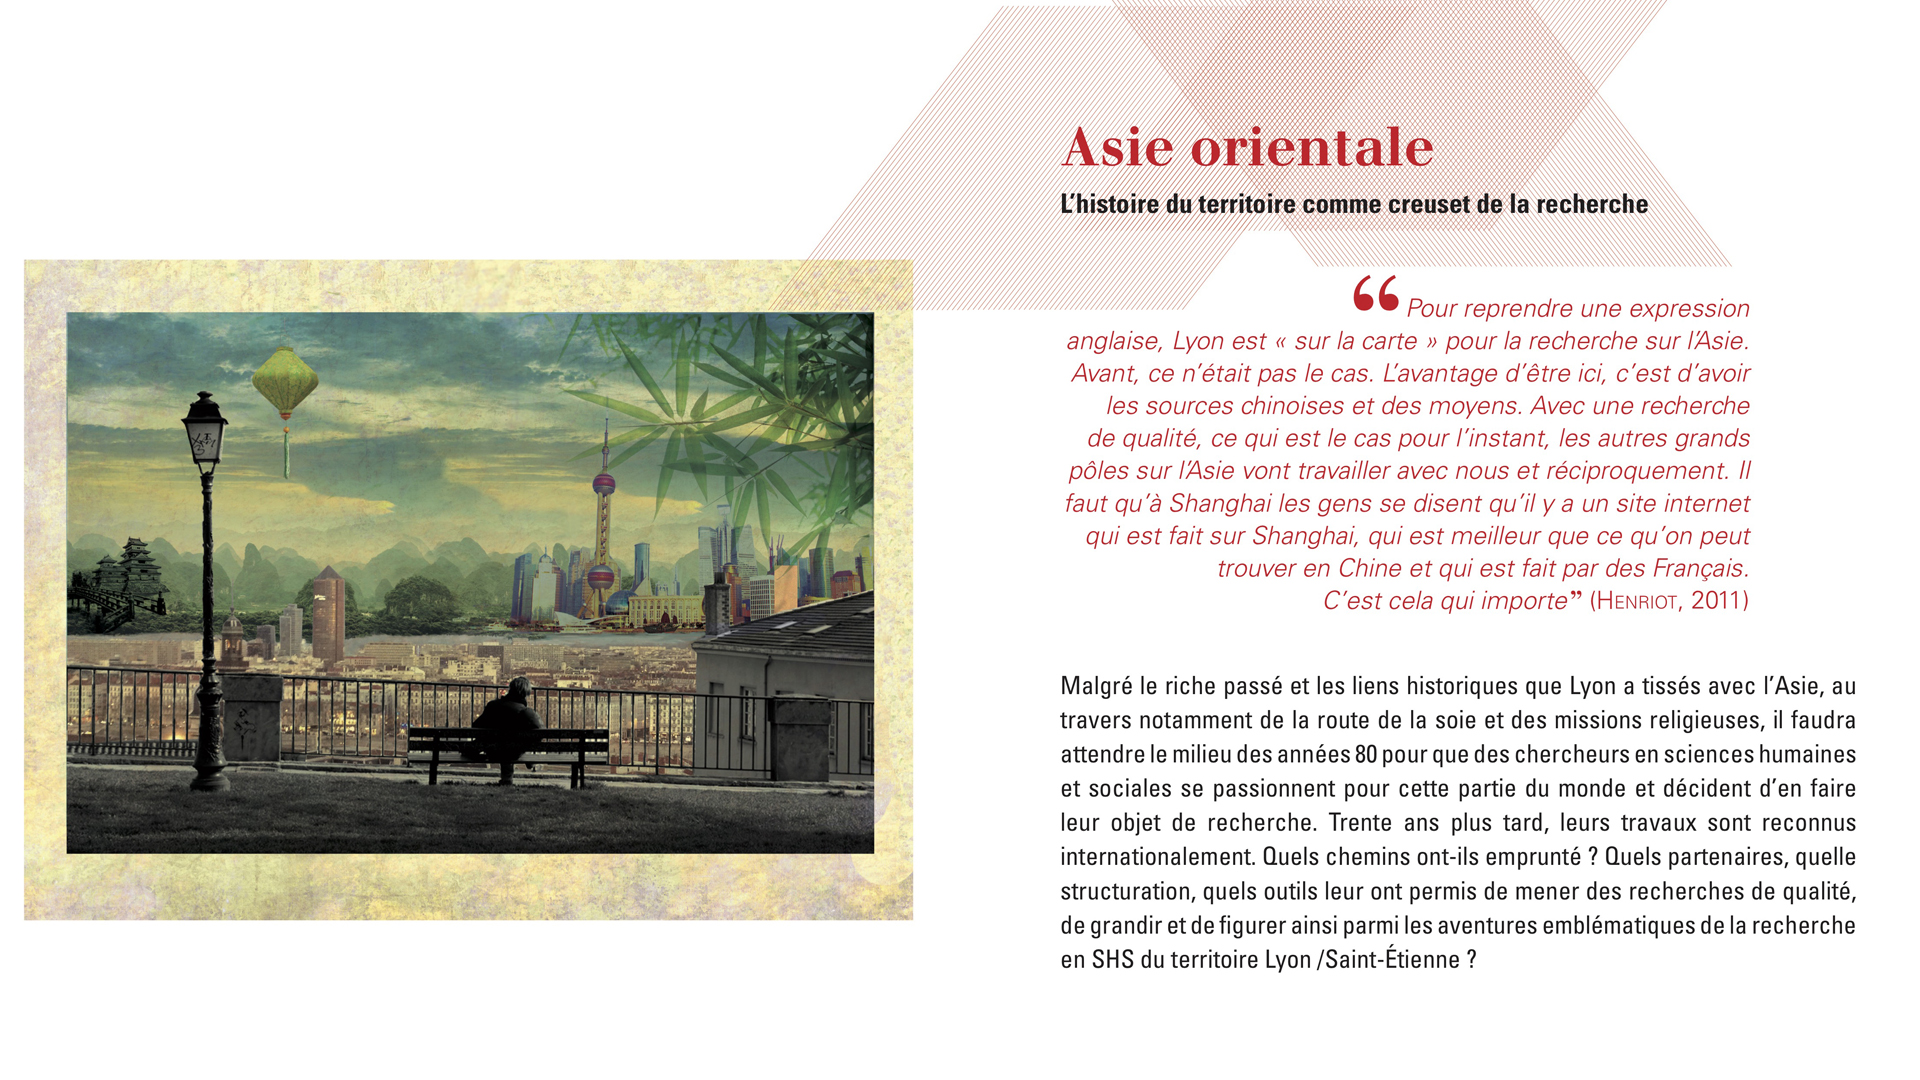 Asie orientale
L’histoire du territoire comme creuset de la recherche
“ Pour reprendre une expression
anglaise, Lyon est « sur la carte » pour la recherche sur l’Asie.
Avant, ce n’était pas le cas. L’avantage d’être ici, c’est d’avoir
les sources chinoises et des moyens. Avec une recherche
de qualité, ce qui est le cas pour l’instant, les autres grands
pôles sur l’Asie vont travailler avec nous et réciproquement. Il
faut qu’à Shanghai les gens se disent qu’il y a un site internet
qui est fait sur Shanghai, qui est meilleur que ce qu’on peut
trouver en Chine et qui est fait par des Français.
C’est cela qui importe” (HENRIOT, 2011)
Malgré le riche passé et les liens historiques que Lyon a tissés avec l’Asie, au
travers notamment de la route de la soie et des missions religieuses, il faudra
attendre le milieu des années 80 pour que des chercheurs en sciences humaines
et sociales se passionnent pour cette partie du monde et décident d’en faire
leur objet de recherche. Trente ans plus tard, leurs travaux sont reconnus
internationalement. Quels chemins ont-ils emprunté ? Quels partenaires, quelle
structuration, quels outils leur ont permis de mener des recherches de qualité,
de grandir et de figurer ainsi parmi les aventures emblématiques de la recherche
en SHS du territoire Lyon /Saint-Étienne ?